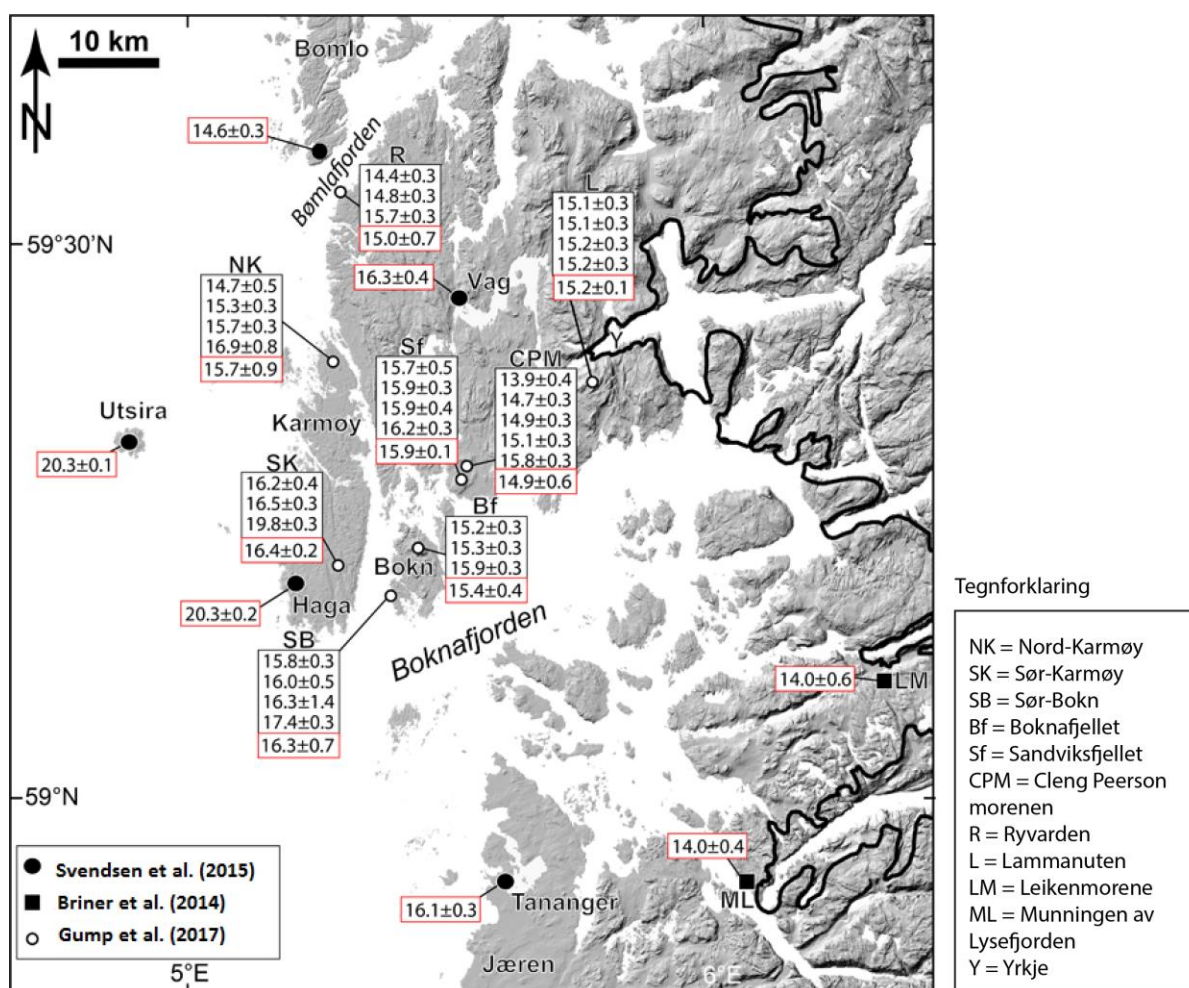 10 km
N
Bomlo
14.6±0.3
Bømlafjorden
R
14.4±0.3
14.8±0.3
15.7±0.3
15.0±0.7
L
15.1±0.3
15.1±0.3
15.2±0.3
15.2±0.3
15.2±0.1
59°30'N
NK
14.7±0.5
15.3±0.3
15.7±0.3
16.9±0.8
15.7±0.9
16.3±0.4
Vag
Y
Sf
15.7±0.5
15.9±0.3
15.9±0.4
16.2±0.3
15.9±0.1
CPM
13.9±0.4
14.7±0.3
14.9±0.3
15.1±0.3
15.8±0.3
14.9±0.6
Utsira
20.3±0.1
Karmøy
SK
16.2±0.4
16.5±0.3
19.8±0.3
16.4±0.2
Bf
15.2±0.3
15.3±0.3
15.9±0.3
15.4±0.4
Bokn
Haga
20.3±0.2
SB
15.8±0.3
16.0±0.5
16.3±1.4
17.4±0.3
16.3±0.7
Boknafjorden
14.0±0.6
LM
59°N
14.0±0.4
ML
16.1±0.3
Tananger
Jæren
5°E
6°E
Svendsen et al. (2015)
Briner et al. (2014)
Gump et al. (2017)
Tegnforklaring
NK = Nord-Karmøy
SK = Sør-Karmøy
SB = Sør-Bokn
Bf = Boknafjellet
Sf = Sandviksfjellet
CPM = Cleng Peerson
morenen
R = Ryvarden
L = Lammanuten
LM = Leikenmorene
ML = Munningen av
Lysefjorden
Y = Yrkje